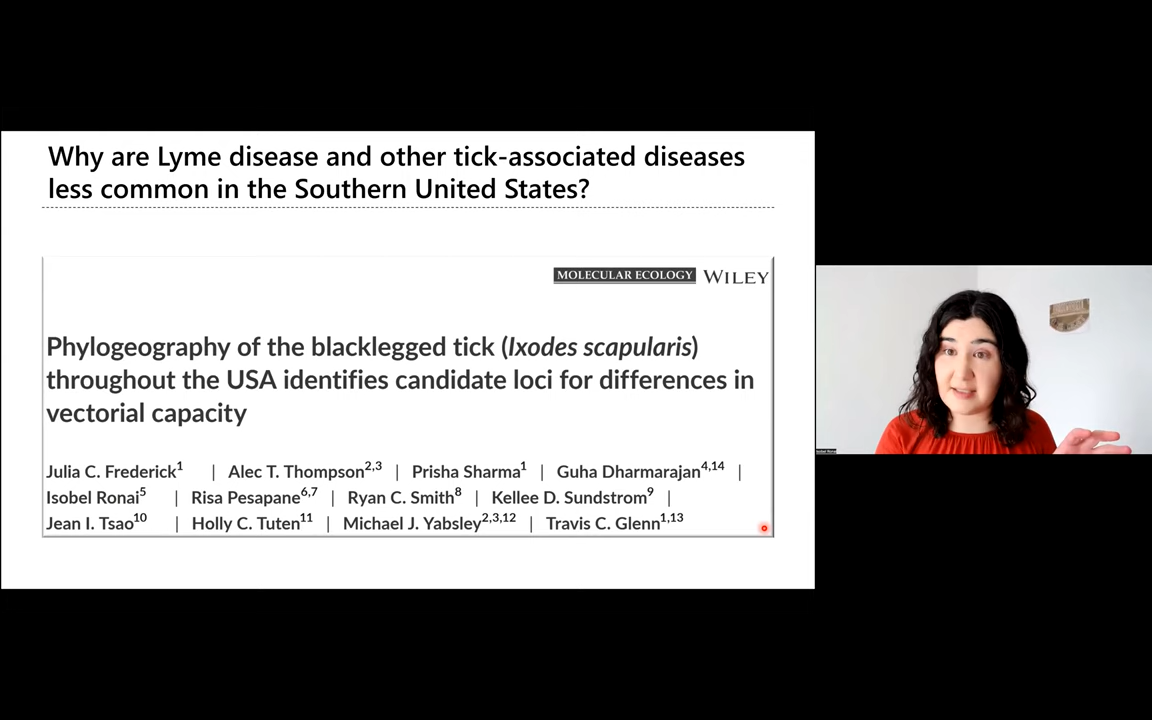 Why are Lyme disease and other tick-associated diseases
less common in the Southern United States?
MOLECULAR ECOLOGY WILEY
Phylogeography of the blacklegged tick (Ixodes scapularis)
throughout the USA identifies candidate loci for differences in
vectorial capacity
Julia C. Frederick1 | Alec T. Thompson2,3 | Prisha Sharma1 | Guha Dharmarajan4,14 |
Isobel Ronai5 | Risa Pesapane6,7 | Ryan C. Smith8 | Kellee D. Sundstrom9 |
Jean I. Tsao10 | Holly C. Tuten11 | Michael J. Yabsley2,3,12 | Travis C. Glenn1,13